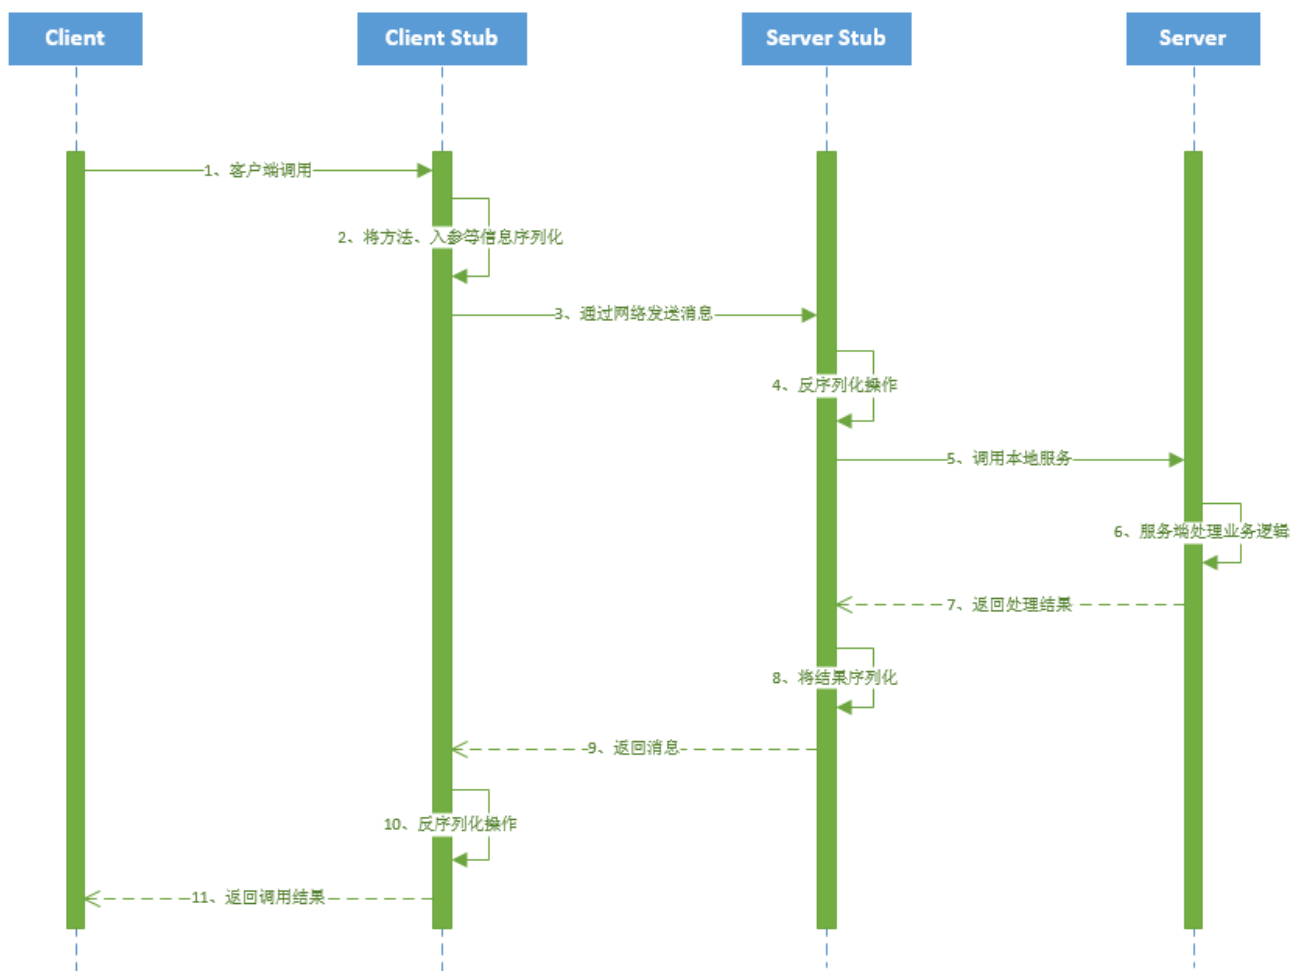 Client
Client Stub
Server Stub
Server
1、客户端调用
2、将方法、入参等信息序列化
3、通过网络发送消息
4、反序列化操作
5、调用本地服务
6、服务端处理业务逻辑
7、返回处理结果
8、将结果序列化
9、返回消息
10、反序列化操作
11、返回调用结果